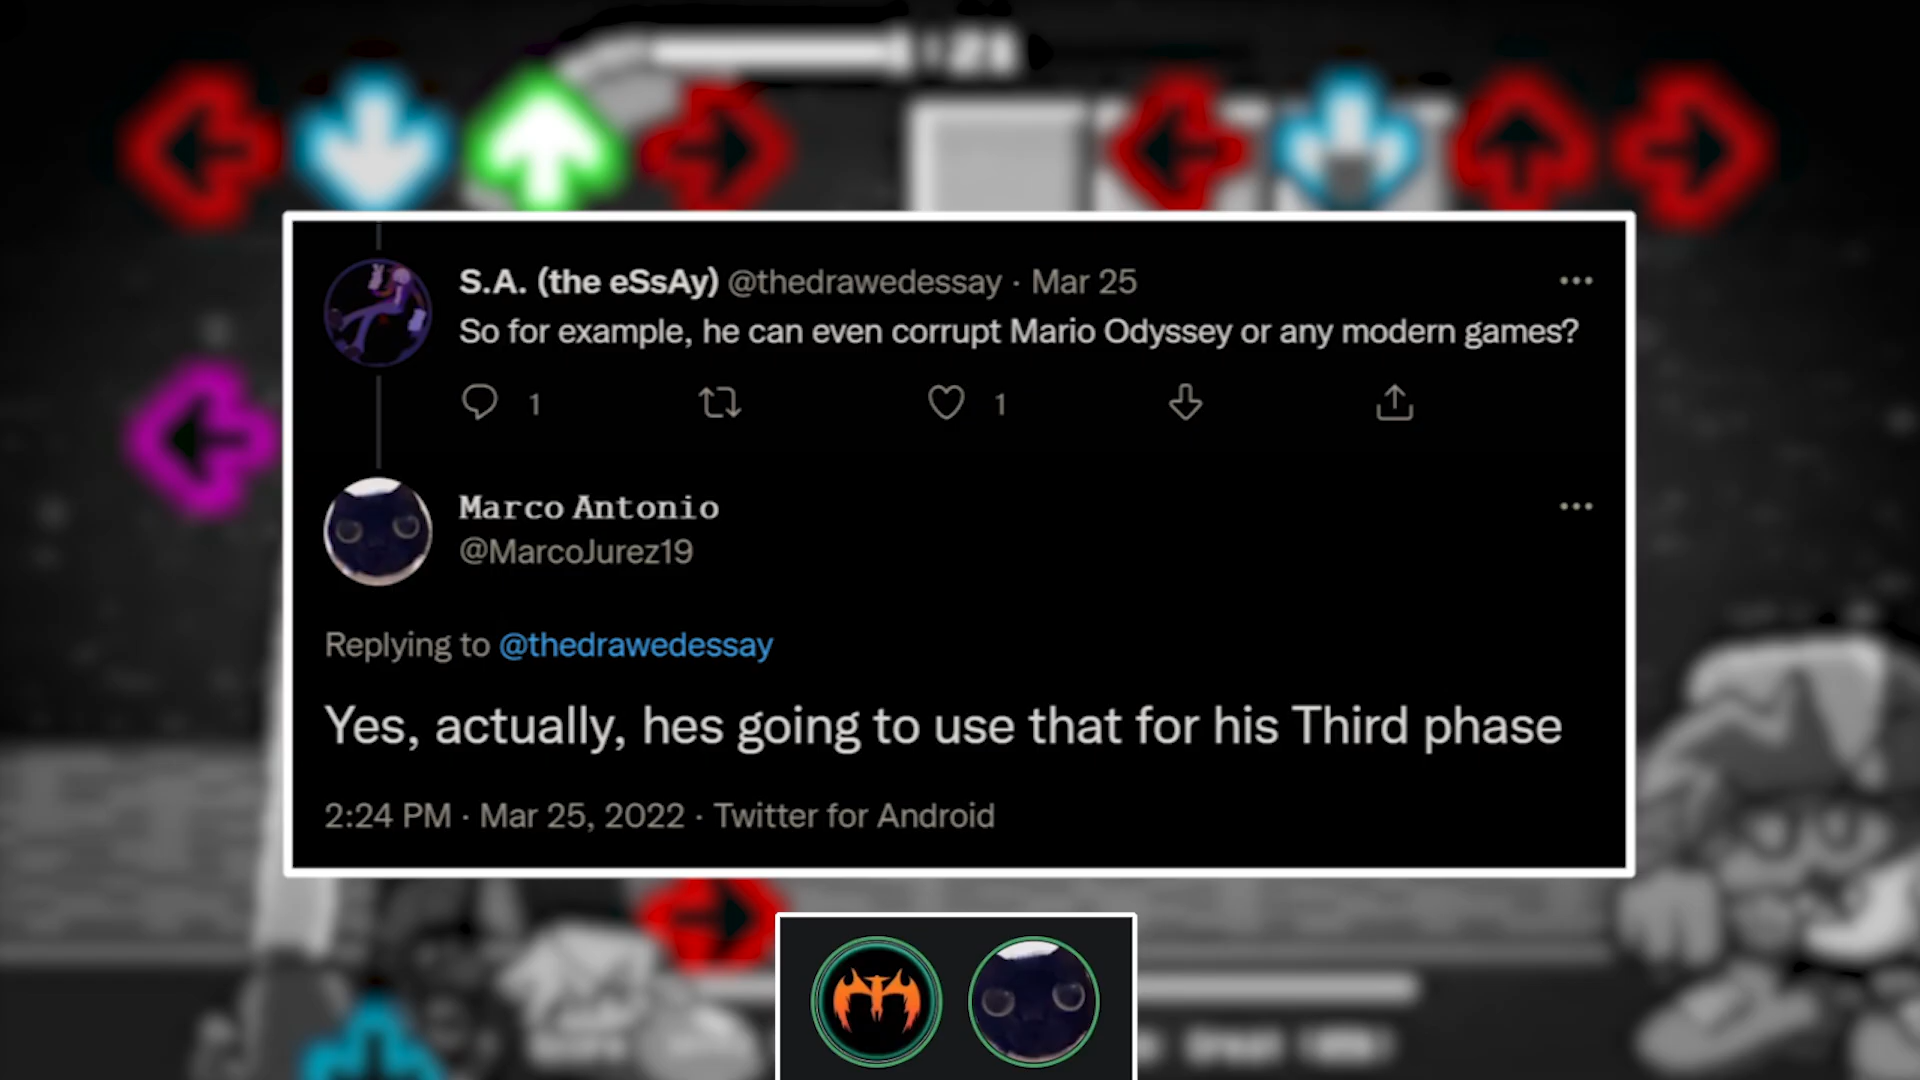 S.A. (the eSsAy) @thedrawedessay · Mar 25
So for example, he can even corrupt Mario Odyssey or any modern games?
1
1
Marco Antonio
@MarcoJurez19
Replying to @thedrawedessay
Yes, actually, hes going to use that for his Third phase
2:24 PM · Mar 25, 2022 · Twitter for Android